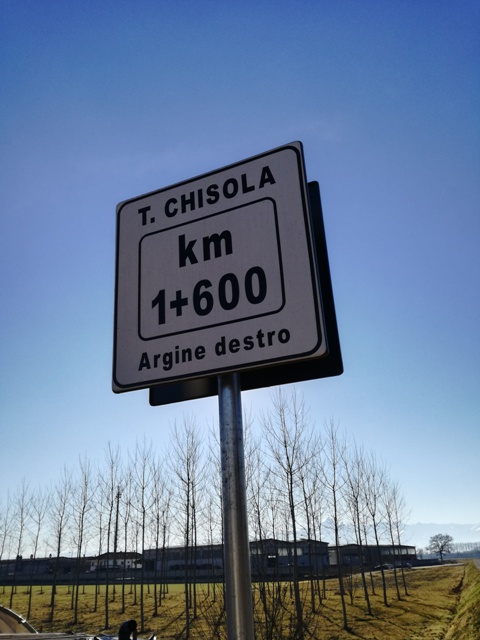 T. CHISOLA
km
1+600
Argine destro